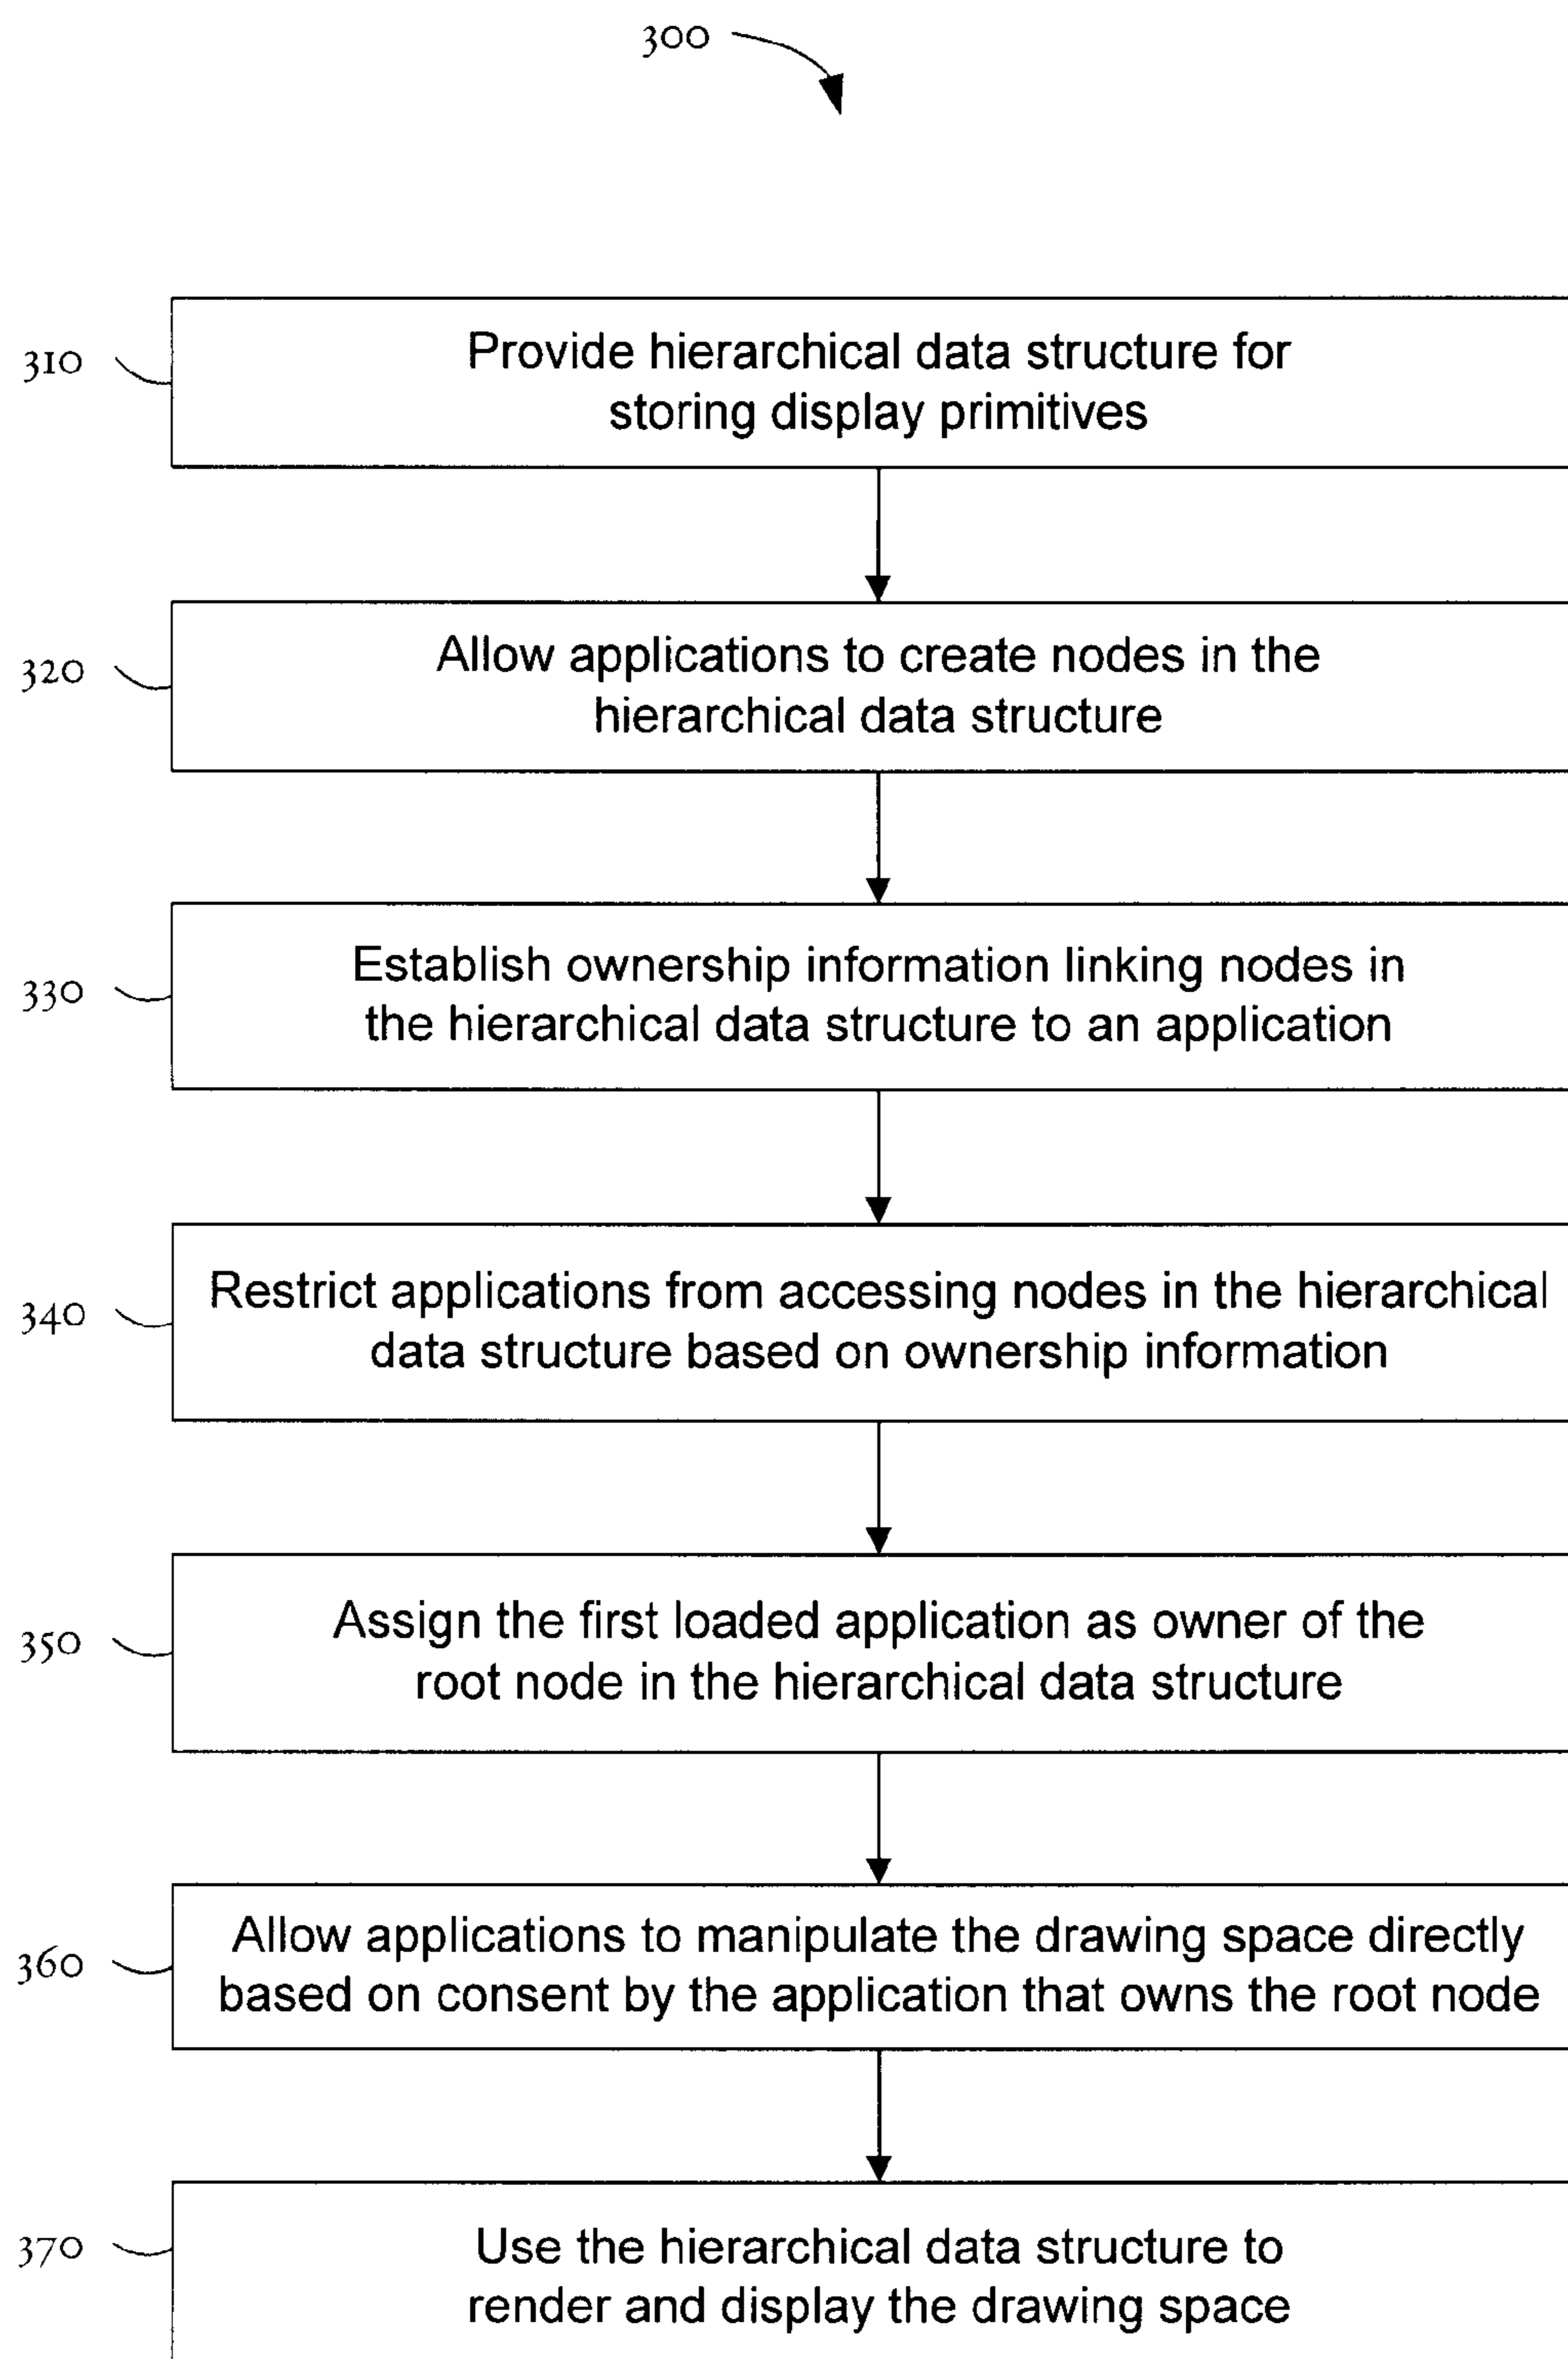 300
310
Provide hierarchical data structure for
storing display primitives
320
Allow applications to create nodes in the
hierarchical data structure
330
Establish ownership information linking nodes in
the hierarchical data structure to an application
340
Restrict applications from accessing nodes in the hierarchical
data structure based on ownership information
350
Assign the first loaded application as owner of the
root node in the hierarchical data structure
360
Allow applications to manipulate the drawing space directly
based on consent by the application that owns the root node
370
Use the hierarchical data structure to
render and display the drawing space